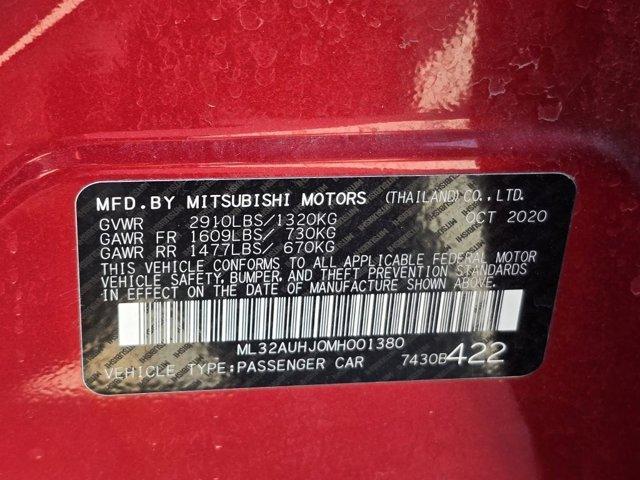 MFD.BY MITSUBISHI MOTORS (THAILAND)CO.,LTD.
GVWR 2910LBS/1320KG OCT 2020
GAWR FR 1609LBS/ 730KG
GAWR RR 1477LBS/ 670KG
THIS VEHICLE CONFORMS TO ALL APPLICABLE FEDERAL MOTOR
VEHICLE SAFETY,BUMPER,AND THEFT PREVENTION STANDARDS
IN EFFECT ON THE DATE OF MANUFACTURE SHOWN ABOVE.
ML32AUHJ0MH001380
VEHICLE TYPE:PASSENGER CAR 7430B422